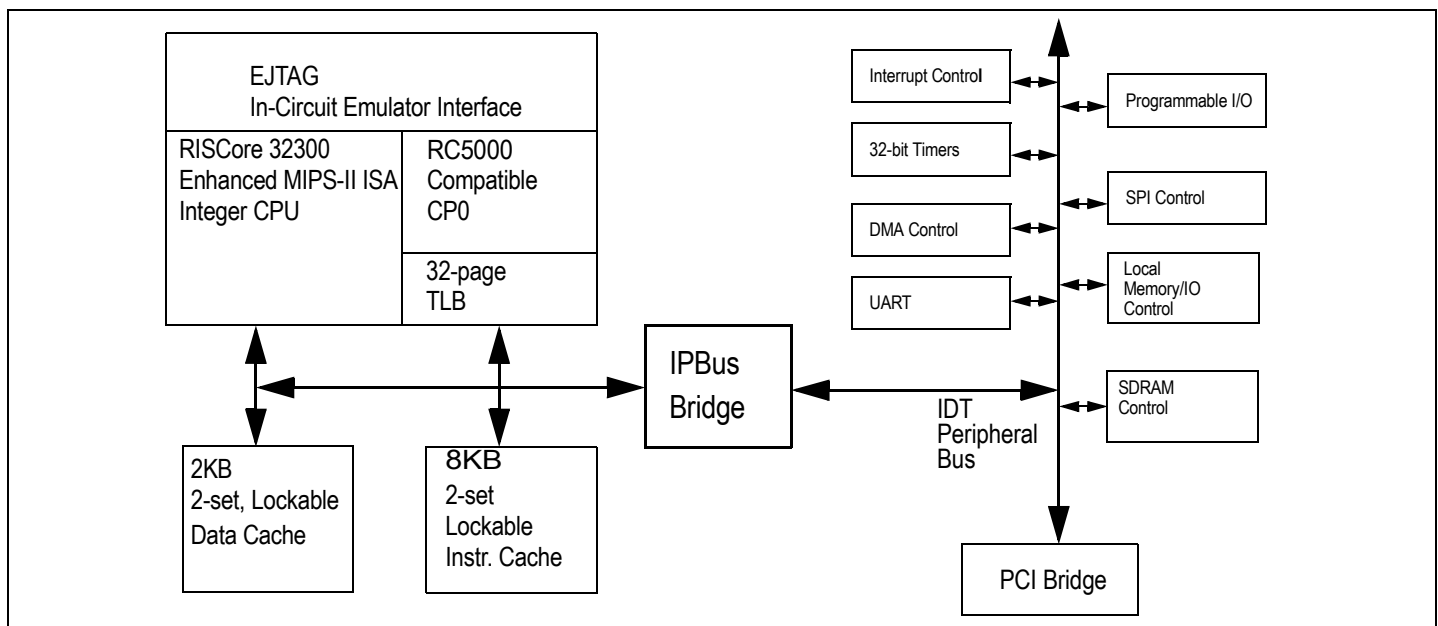 EJTAG
In-Circuit Emulator Interface
RISCore 32300
Enhanced MIPS-II ISA
Integer CPU
RC5000
Compatible
CP0
32-page
TLB
2KB
2-set, Lockable
Data Cache
8KB
2-set
Lockable
Instr. Cache
IPBus
Bridge
IDT
Peripheral
Bus
Interrupt Control
32-bit Timers
DMA Control
UART
Programmable I/O
SPI Control
Local
Memory/IO
Control
SDRAM
Control
PCI Bridge